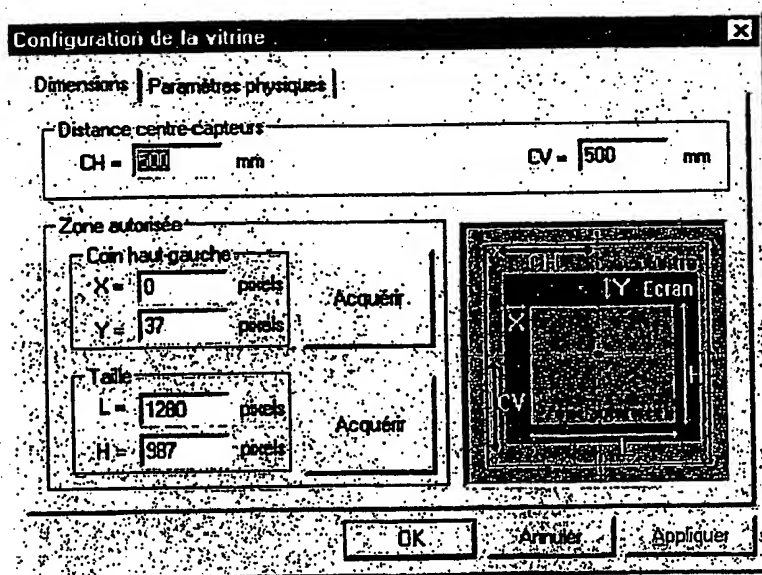 Configuration de la vitrine
Dimensions Paramètres physiques
Distance centre-capteurs
CH = mm CV = 500 mm
Zone autorisée
Coin haut-gauche
X = 0 pixels
Y = 37 pixels
Acquérir
Taille
L = 1280 pixels
H = 987 pixels
Acquérir
CH
Y Ecran
X
CV
H
L
OK Annuler Appliquer